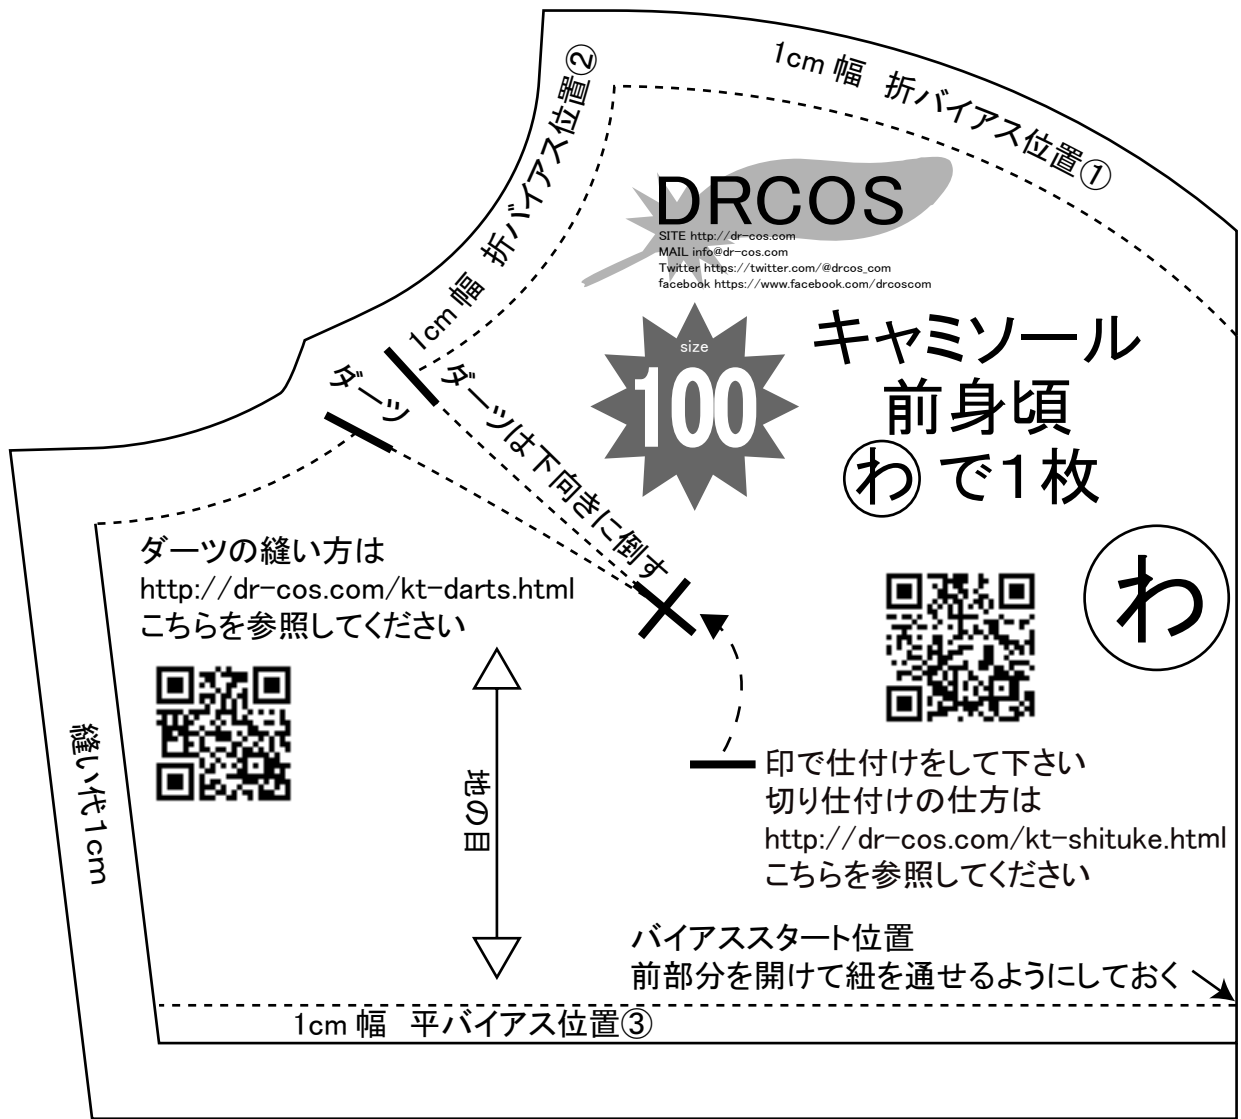 1cm 幅 折バイアス位置①
1cm 幅 折バイアス位置②
DRCOS
SITE http://dr-cos.com
MAIL info@dr-cos.com
Twitter https://twitter.com/@drcos_com
facebook https://www.facebook.com/drcoscom
size
100
キャミソール
前身頃
わ で1枚
ダーツ
ダーツは下向きに倒す
わ
ダーツの縫い方は
http://dr-cos.com/kt-darts.html
こちらを参照してください
縫い代1cm
地の目
印で仕付けをして下さい
切り仕付けの仕方は
http://dr-cos.com/kt-shituke.html
こちらを参照してください
バイアススタート位置
前部分を開けて紐を通せるようにしておく
1cm 幅 平バイアス位置③